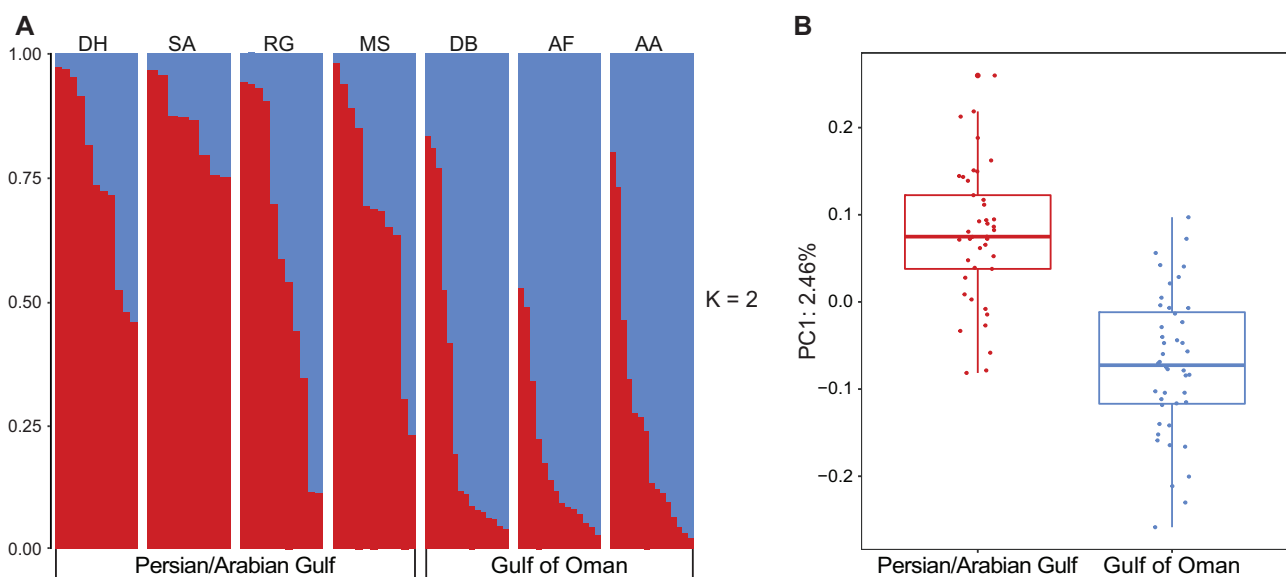 A
DH SA RG MS DB AF AA
1.00
0.75
0.50
0.25
0.00
K = 2
Persian/Arabian Gulf Gulf of Oman
B
PC1: 2.46%
0.2
0.1
0.0
−0.1
−0.2
Persian/Arabian Gulf Gulf of Oman